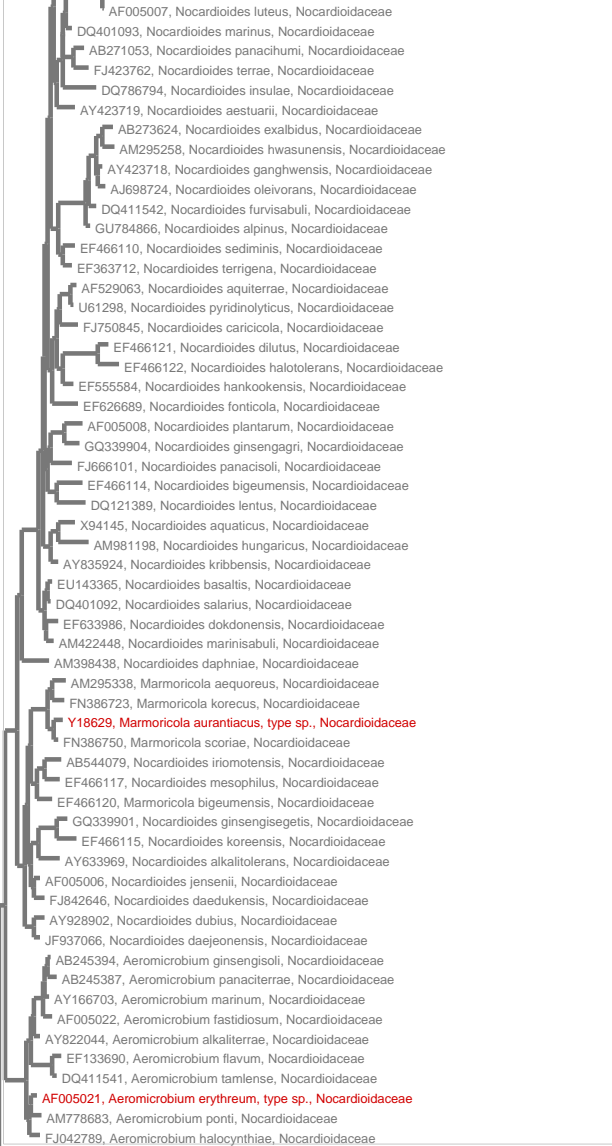 AF005007, Nocardioides luteus, Nocardioidaceae
DQ401093, Nocardioides marinus, Nocardioidaceae
AB271053, Nocardioides panacihumi, Nocardioidaceae
FJ423762, Nocardioides terrae, Nocardioidaceae
DQ786794, Nocardioides insulae, Nocardioidaceae
AY423719, Nocardioides aestuarii, Nocardioidaceae
AB273624, Nocardioides exalbidus, Nocardioidaceae
AM295258, Nocardioides hwasunensis, Nocardioidaceae
AY423718, Nocardioides ganghwensis, Nocardioidaceae
AJ698724, Nocardioides oleivorans, Nocardioidaceae
DQ411542, Nocardioides furvisabuli, Nocardioidaceae
GU784866, Nocardioides alpinus, Nocardioidaceae
EF466110, Nocardioides sediminis, Nocardioidaceae
EF363712, Nocardioides terrigena, Nocardioidaceae
AF529063, Nocardioides aquiterrae, Nocardioidaceae
U61298, Nocardioides pyridinolyticus, Nocardioidaceae
FJ750845, Nocardioides caricicola, Nocardioidaceae
EF466121, Nocardioides dilutus, Nocardioidaceae
EF466122, Nocardioides halotolerans, Nocardioidaceae
EF555584, Nocardioides hankookensis, Nocardioidaceae
EF626689, Nocardioides fonticola, Nocardioidaceae
AF005008, Nocardioides plantarum, Nocardioidaceae
GQ339904, Nocardioides ginsengagri, Nocardioidaceae
FJ666101, Nocardioides panacisoli, Nocardioidaceae
EF466114, Nocardioides bigeumensis, Nocardioidaceae
DQ121389, Nocardioides lentus, Nocardioidaceae
X94145, Nocardioides aquaticus, Nocardioidaceae
AM981198, Nocardioides hungaricus, Nocardioidaceae
AY835924, Nocardioides kribbensis, Nocardioidaceae
EU143365, Nocardioides basaltis, Nocardioidaceae
DQ401092, Nocardioides salarius, Nocardioidaceae
EF633986, Nocardioides dokdonensis, Nocardioidaceae
AM422448, Nocardioides marinisabuli, Nocardioidaceae
AM398438, Nocardioides daphniae, Nocardioidaceae
AM295338, Marmoricola aequoreus, Nocardioidaceae
FN386723, Marmoricola korecus, Nocardioidaceae
Y18629, Marmoricola aurantiacus, type sp., Nocardioidaceae
FN386750, Marmoricola scoriae, Nocardioidaceae
AB544079, Nocardioides iriomotensis, Nocardioidaceae
EF466117, Nocardioides mesophilus, Nocardioidaceae
EF466120, Marmoricola bigeumensis, Nocardioidaceae
GQ339901, Nocardioides ginsengisegetis, Nocardioidaceae
EF466115, Nocardioides koreensis, Nocardioidaceae
AY633969, Nocardioides alkalitolerans, Nocardioidaceae
AF005006, Nocardioides jensenii, Nocardioidaceae
FJ842646, Nocardioides daedukensis, Nocardioidaceae
AY928902, Nocardioides dubius, Nocardioidaceae
JF937066, Nocardioides daejeonensis, Nocardioidaceae
AB245394, Aeromicrobium ginsengisoli, Nocardioidaceae
AB245387, Aeromicrobium panaciterrae, Nocardioidaceae
AY166703, Aeromicrobium marinum, Nocardioidaceae
AF005022, Aeromicrobium fastidiosum, Nocardioidaceae
AY822044, Aeromicrobium alkaliterrae, Nocardioidaceae
EF133690, Aeromicrobium flavum, Nocardioidaceae
DQ411541, Aeromicrobium tamlense, Nocardioidaceae
AF005021, Aeromicrobium erythreum, type sp., Nocardioidaceae
AM778683, Aeromicrobium ponti, Nocardioidaceae
FJ042789, Aeromicrobium halocynthiae, Nocardioidaceae